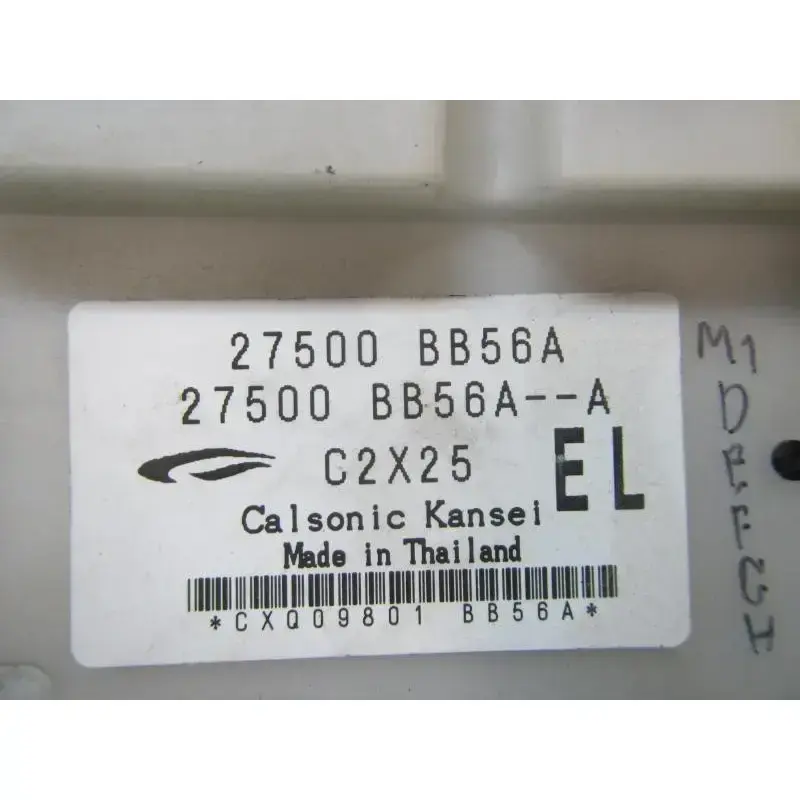 27500 BB56A
27500 BB56A--A
C2X25
EL
Calsonic Kansei
Made in Thailand
*CXQ09801 BB56A*
M1
D